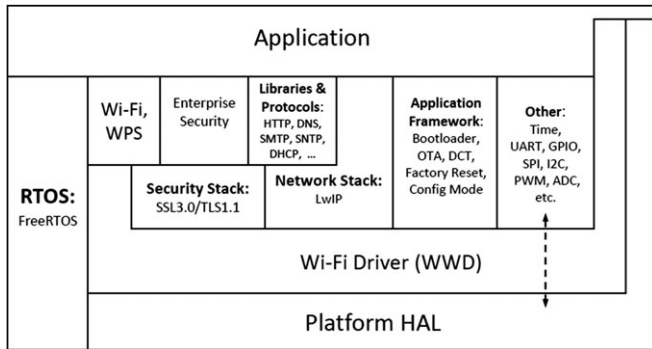 Application
Wi-Fi,
WPS
Enterprise
Security
Libraries &
Protocols:
HTTP, DNS,
SMTP, SNTP,
DHCP, ...
Application
Framework:
Bootloader,
OTA, DCT,
Factory Reset,
Config Mode
Other:
Time,
UART, GPIO,
SPI, I2C,
PWM, ADC,
etc.
RTOS:
FreeRTOS
Security Stack:
SSL3.0/TLS1.1
Network Stack:
LwIP
Wi-Fi Driver (WWD)
Platform HAL